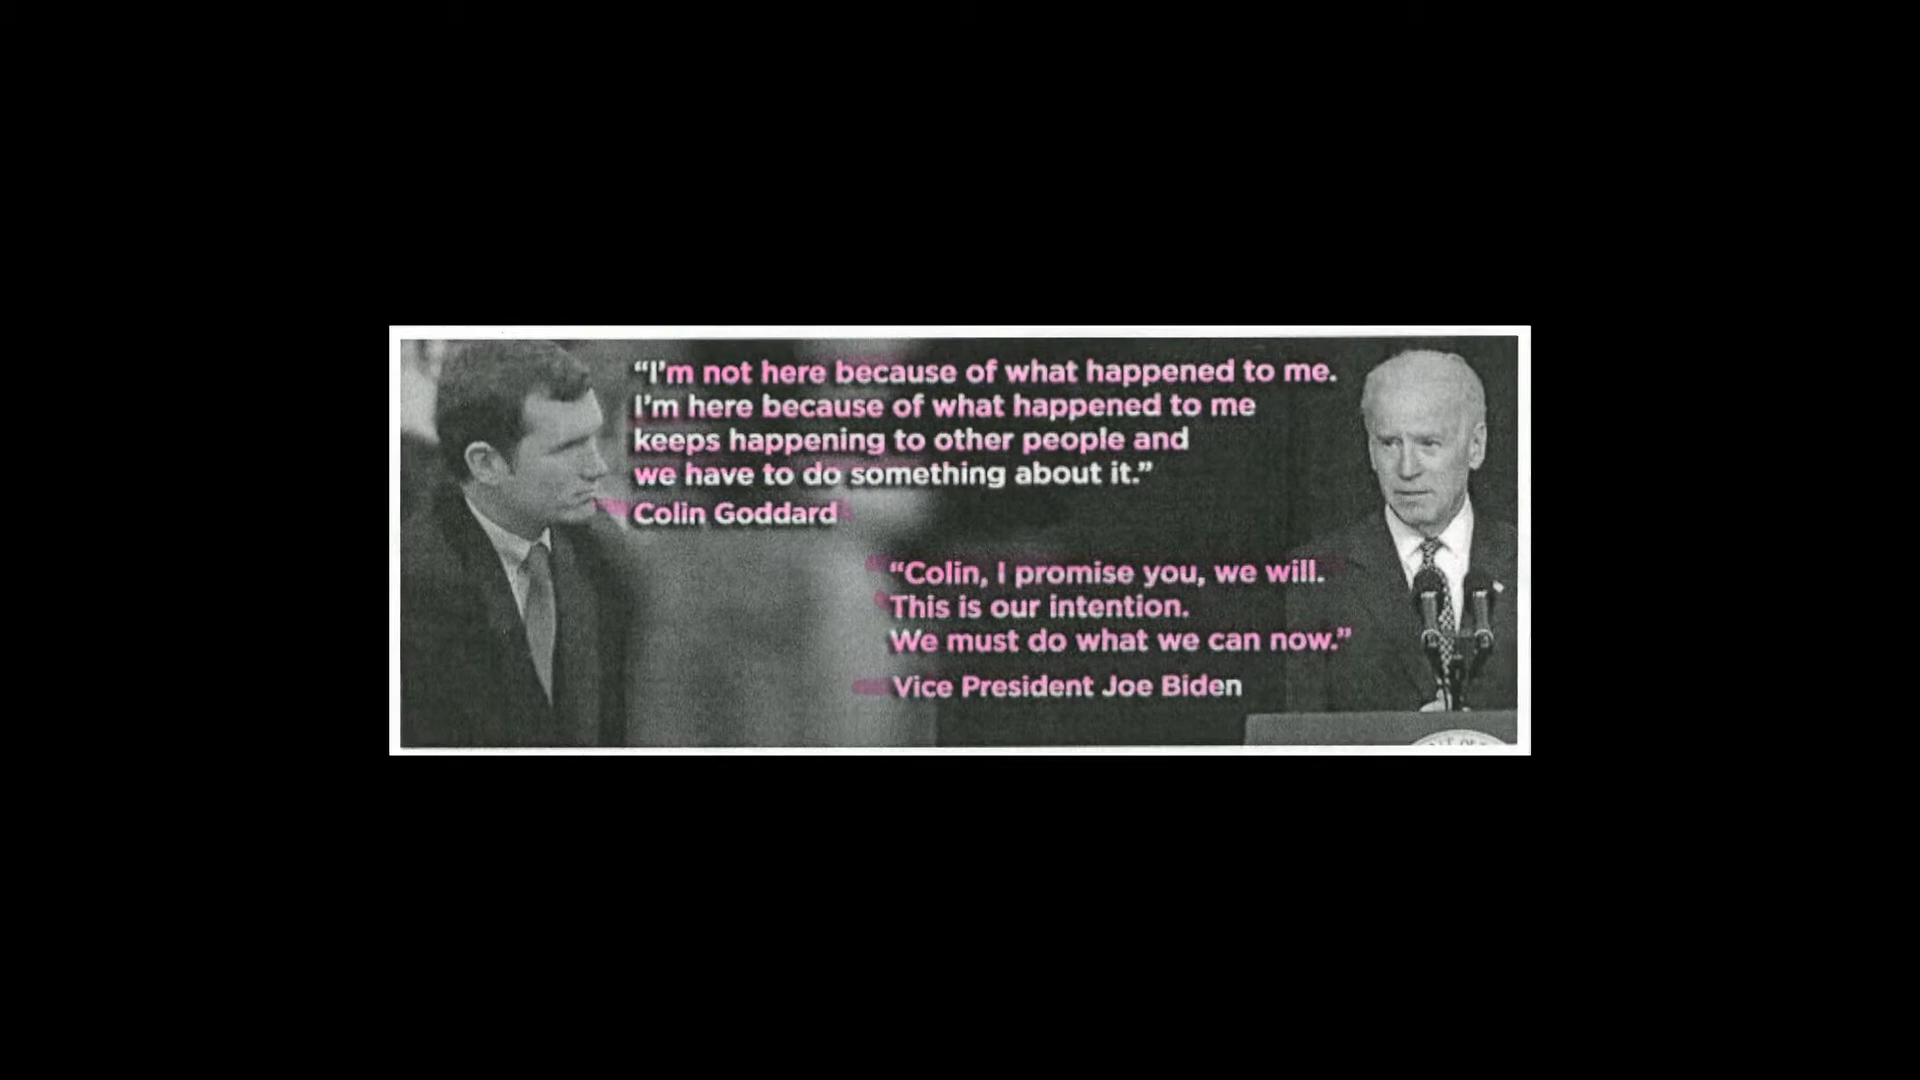 “I’m not here because of what happened to me.
I’m here because of what happened to me
keeps happening to other people and
we have to do something about it.”
Colin Goddard
“Colin, I promise you, we will.
This is our intention.
We must do what we can now.”
Vice President Joe Biden